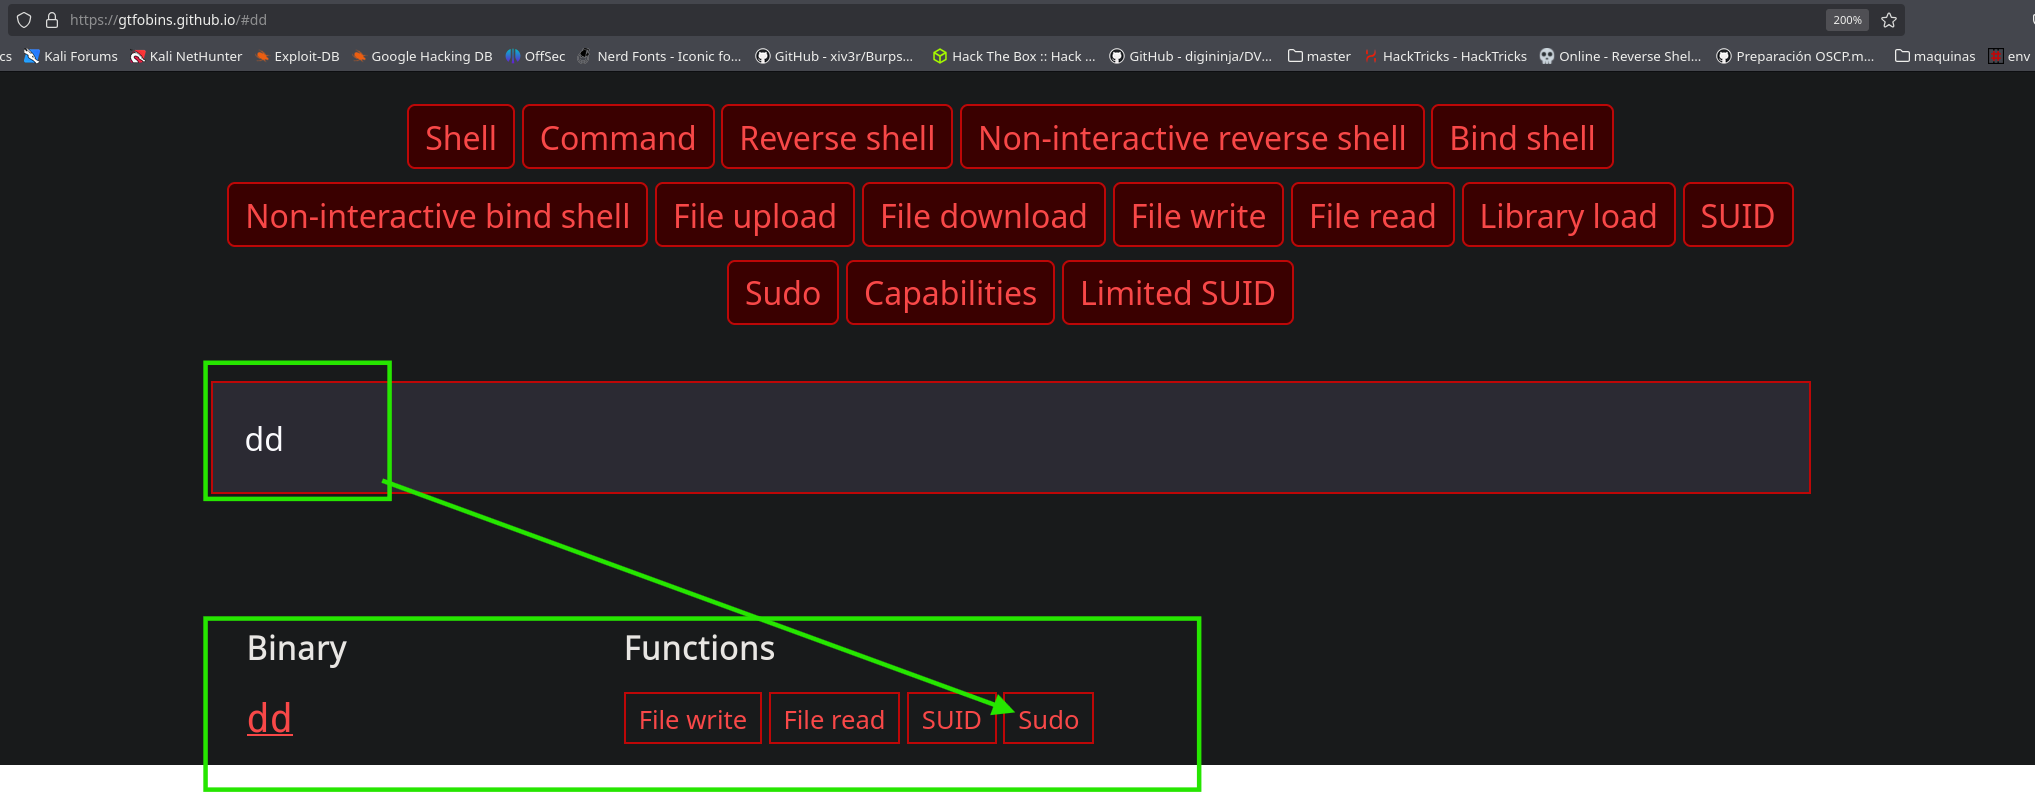 https://gtfobins.github.io/#dd 200%
cs Kali Forums Kali NetHunter Exploit-DB Google Hacking DB OffSec Nerd Fonts - Iconic fo... GitHub - xiv3r/Burps... Hack The Box :: Hack ... GitHub - digininja/DV... master HackTricks - HackTricks Online - Reverse Shel... Preparación OSCP.m... maquinas env
Shell Command Reverse shell Non-interactive reverse shell Bind shell
Non-interactive bind shell File upload File download File write File read Library load SUID
Sudo Capabilities Limited SUID
dd
Binary Functions
dd File write File read SUID Sudo